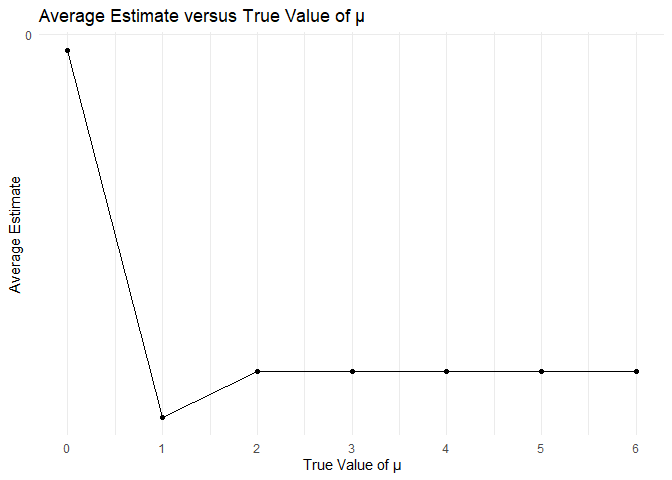 Average Estimate versus True Value of µ
0
Average Estimate
0 1 2 3 4 5 6
True Value of µ